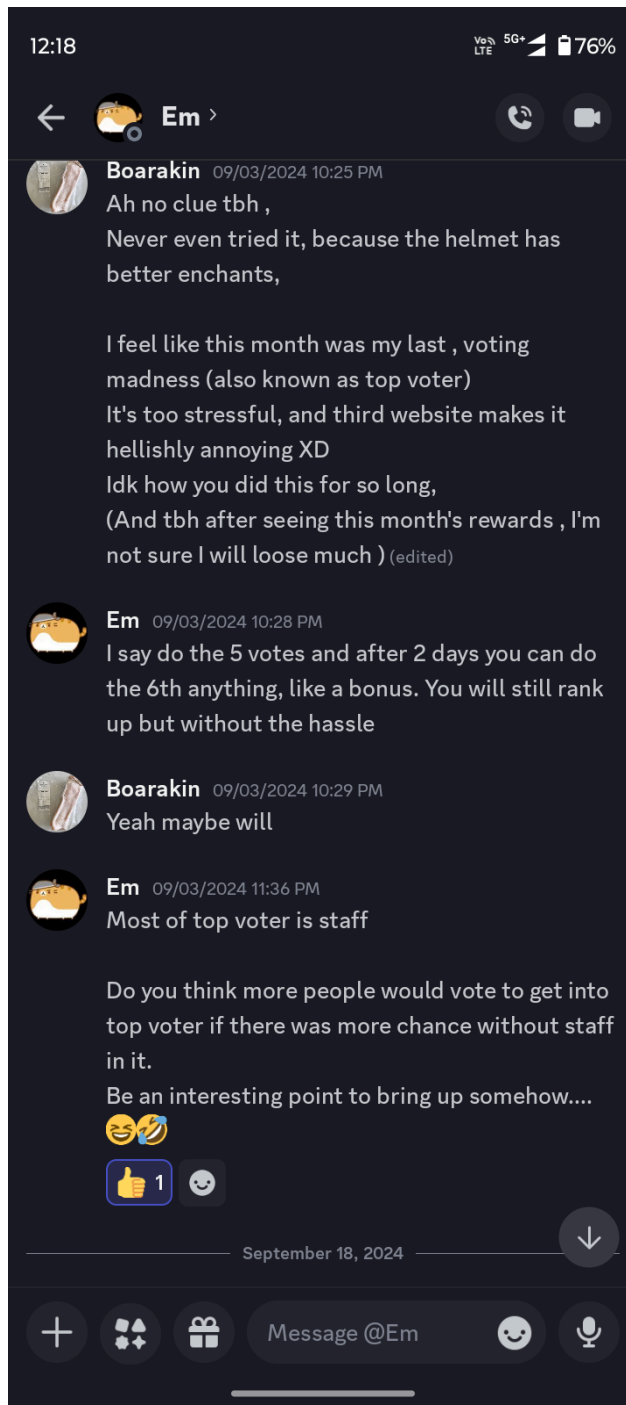 12:18
Vo LTE 5G+ 76%
Em
Boarakin 09/03/2024 10:25 PM
Ah no clue tbh ,
Never even tried it, because the helmet has
better enchants,
I feel like this month was my last , voting
madness (also known as top voter)
It's too stressful, and third website makes it
hellishly annoying XD
Idk how you did this for so long,
(And tbh after seeing this month's rewards , I'm
not sure I will loose much ) (edited)
Em 09/03/2024 10:28 PM
I say do the 5 votes and after 2 days you can do
the 6th anything, like a bonus. You will still rank
up but without the hassle
Boarakin 09/03/2024 10:29 PM
Yeah maybe will
Em 09/03/2024 11:36 PM
Most of top voter is staff
Do you think more people would vote to get into
top voter if there was more chance without staff
in it.
Be an interesting point to bring up somehow....
😆🤣
👍 1
September 18, 2024
Message @Em